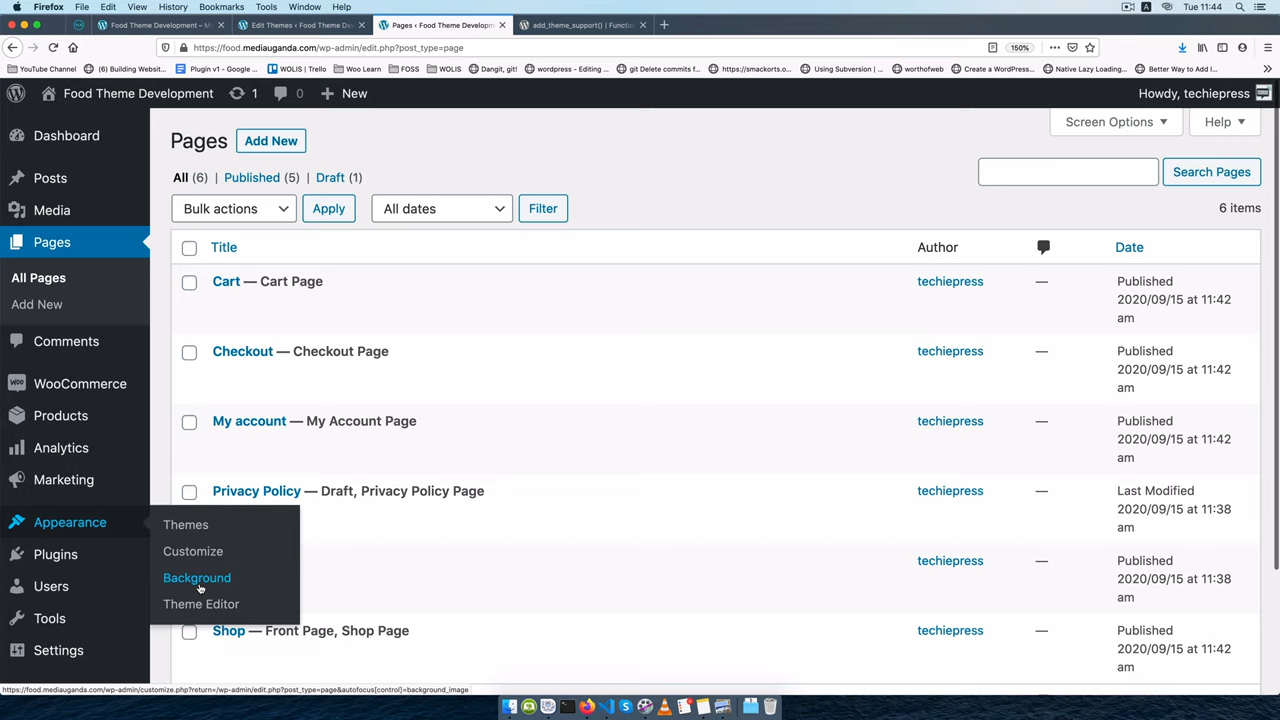 Firefox File Edit View History Bookmarks Tools Window Help Tue 11:44
Food Theme Development – My
Edit Themes ‹ Food Theme De
Pages ‹ Food Theme Developm
add_theme_support() | Functio
https://food.mediauganda.com/wp-admin/edit.php?post_type=page 150%
YouTube Channel (6) Building Websit... Plugin v1 - Google ... WOLIS | Trello Woo Learn FOSS WOLIS Dangit, git! wordpress - Editing ... git Delete commits f... https://smackorts.o... Using Subversion | ... worthofweb Create a WordPress... Native Lazy Loading... Better Way to Add I...
Food Theme Development 1 0 New Howdy, techiepress
Dashboard
Posts
Media
Pages
All Pages
Add New
Comments
WooCommerce
Products
Analytics
Marketing
Appearance
Plugins
Users
Tools
Settings
Themes
Customize
Background
Theme Editor
Screen Options Help
Pages Add New
All (6) | Published (5) | Draft (1)
Search Pages
Bulk actions Apply All dates Filter 6 items
Title Author Date
Cart — Cart Page techiepress — Published
2020/09/15 at 11:42
am
Checkout — Checkout Page techiepress — Published
2020/09/15 at 11:42
am
My account — My Account Page techiepress — Published
2020/09/15 at 11:42
am
Privacy Policy — Draft, Privacy Policy Page techiepress — Last Modified
2020/09/15 at 11:38
am
techiepress — Published
2020/09/15 at 11:38
am
Shop — Front Page, Shop Page techiepress — Published
2020/09/15 at 11:42
am
https://food.mediauganda.com/wp-admin/customize.php?return=/wp-admin/edit.php?post_type=page&autofocus[control]=background_image